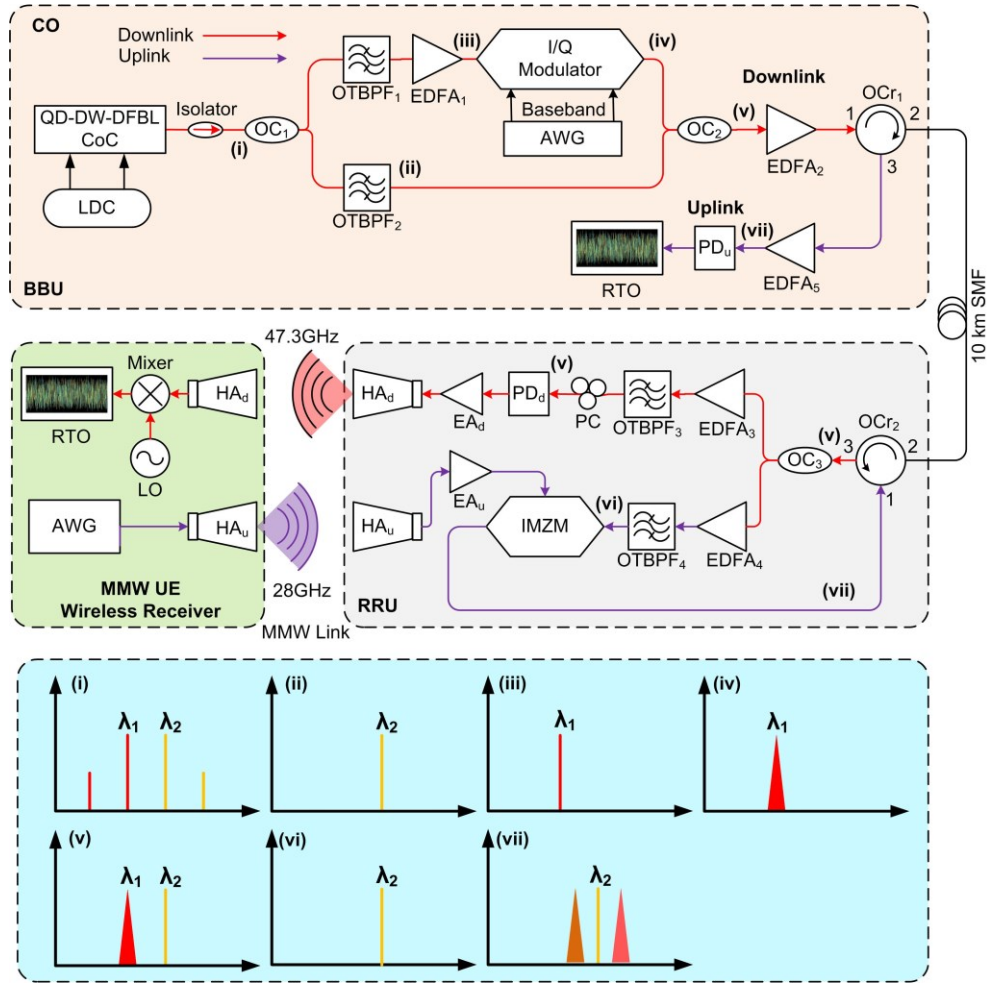 CO
Downlink
Uplink
QD-DW-DFBL
CoC
LDC
Isolator
(i)
OC1
OTBPF1
EDFA1
(iii)
I/Q
Modulator
(iv)
Baseband
AWG
(ii)
OTBPF2
OC2
(v)
Downlink
EDFA2
OCr1
1
2
3
Uplink
RTO
PDu
(vii)
EDFA5
BBU
10 km SMF
47.3GHz
Mixer
RTO
HAd
LO
AWG
HAu
MMW UE
Wireless Receiver
28GHz
MMW Link
HAd
EAd
(v)
PDd
PC
OTBPF3
EDFA3
OC3
(v)
OCr2
3
2
1
HAu
EAu
IMZM
(vi)
OTBPF4
EDFA4
(vii)
RRU
(i)
λ1
λ2
(ii)
λ2
(iii)
λ1
(iv)
λ1
(v)
λ1
λ2
(vi)
λ2
(vii)
λ2